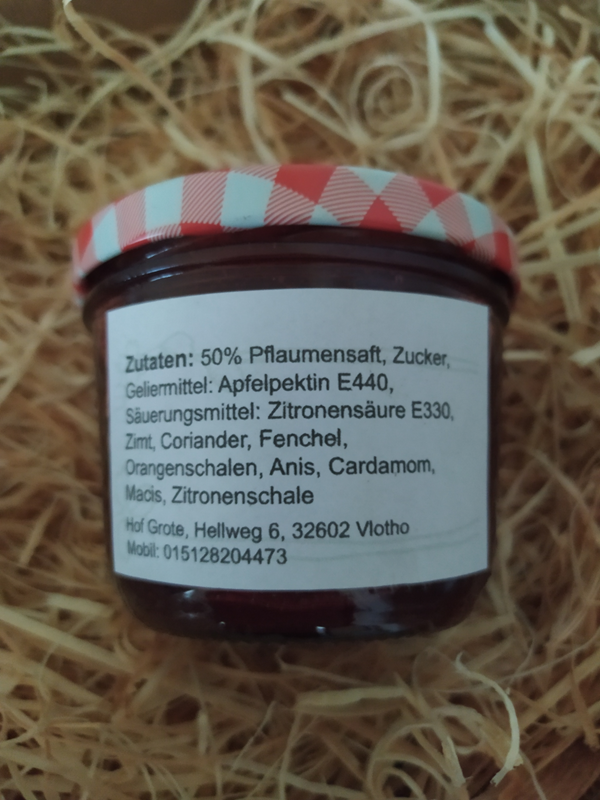 Zutaten: 50% Pflaumensaft, Zucker,
Geliermittel: Apfelpektin E440,
Säuerungsmittel: Zitronensäure E330,
Zimt, Coriander, Fenchel,
Orangenschalen, Anis, Cardamom,
Macis, Zitronenschale
Hof Grote, Hellweg 6, 32602 Vlotho
Mobil: 015128204473